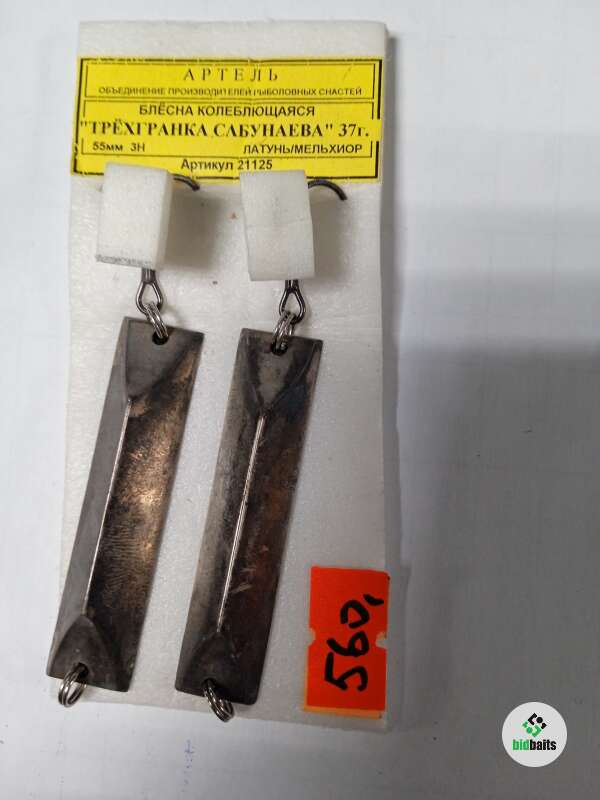 АРТЕЛЬ
ОБЪЕДИНЕНИЕ ПРОИЗВОДИТЕЛЕЙ РЫБОЛОВНЫХ СНАСТЕЙ
БЛЁСНА КОЛЕБЛЮЩАЯСЯ
"ТРЁХГРАНКА САБУНАЕВА" 37г.
55мм 3Н ЛАТУНЬ/МЕЛЬХИОР
Артикул 21125
560,
bidbaits